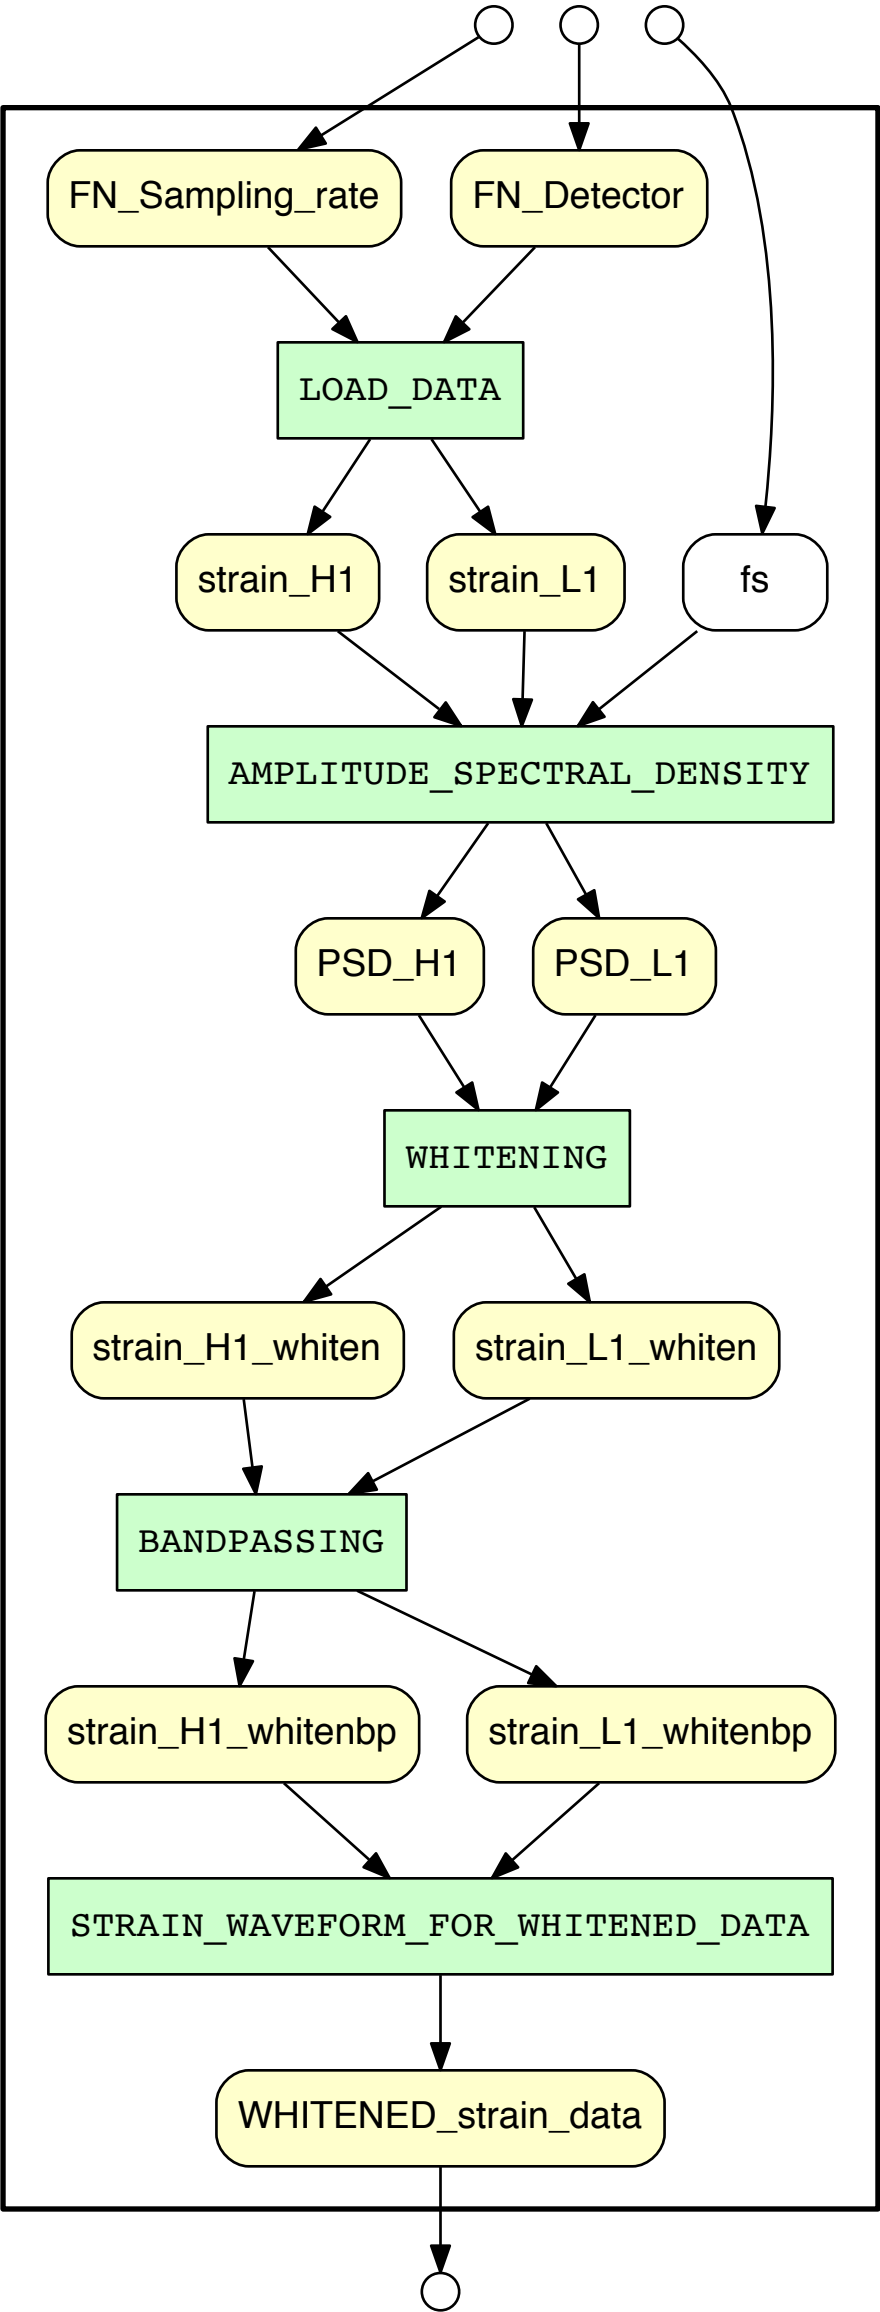 FN_Sampling_rate
FN_Detector
LOAD_DATA
strain_H1
strain_L1
fs
AMPLITUDE_SPECTRAL_DENSITY
PSD_H1
PSD_L1
WHITENING
strain_H1_whiten
strain_L1_whiten
BANDPASSING
strain_H1_whitenbp
strain_L1_whitenbp
STRAIN_WAVEFORM_FOR_WHITENED_DATA
WHITENED_strain_data